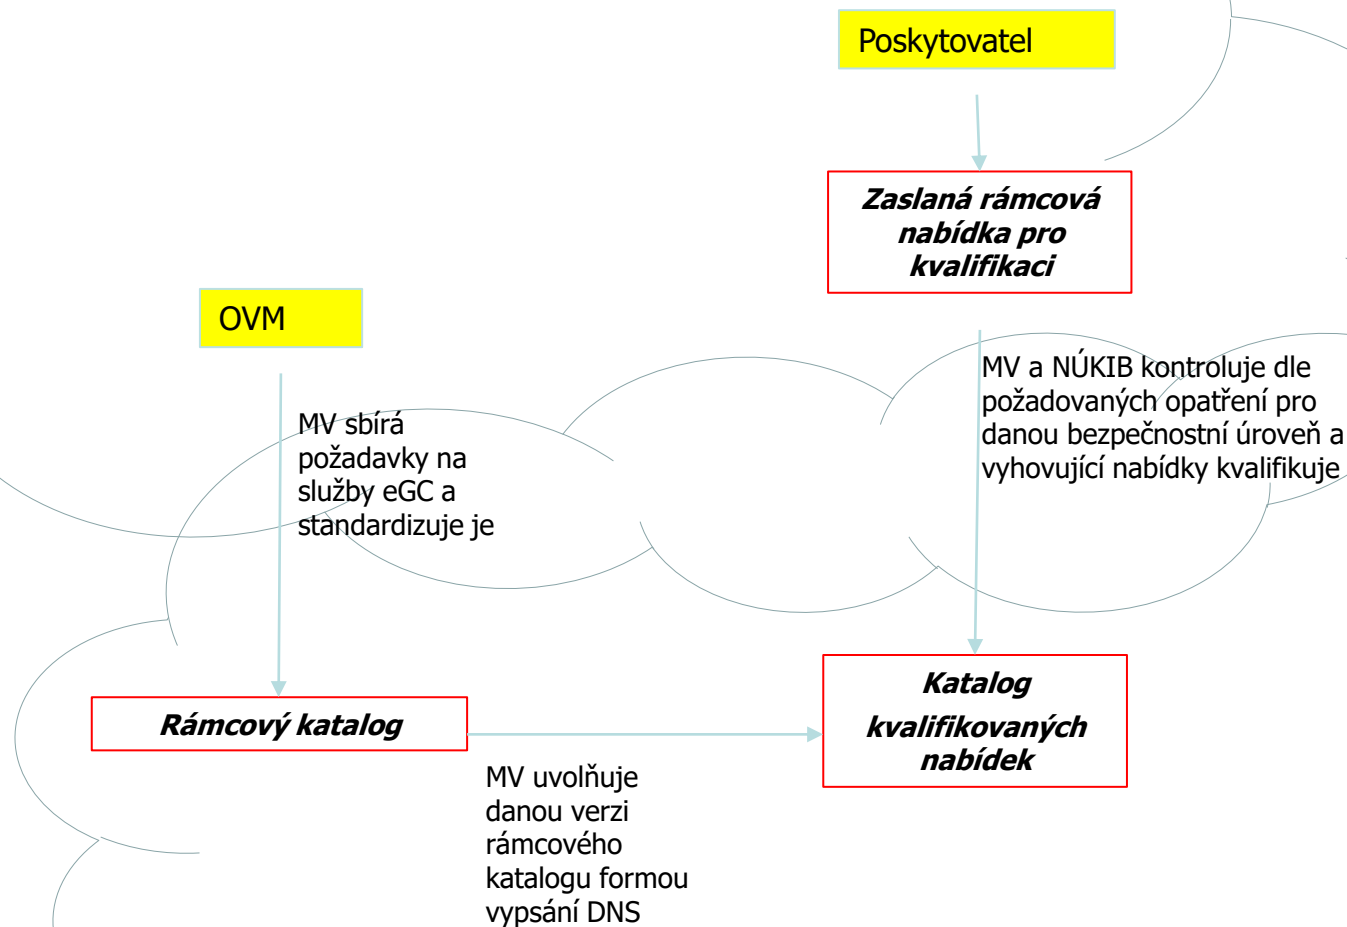 Poskytovatel
Zaslaná rámcová
nabídka pro
kvalifikaci
OVM
MV a NÚKIB kontroluje dle
požadovaných opatření pro
danou bezpečnostní úroveň a
vyhovující nabídky kvalifikuje
MV sbírá
požadavky na
služby eGC a
standardizuje je
Rámcový katalog
Katalog
kvalifikovaných
nabídek
MV uvolňuje
danou verzi
rámcového
katalogu formou
vypsání DNS